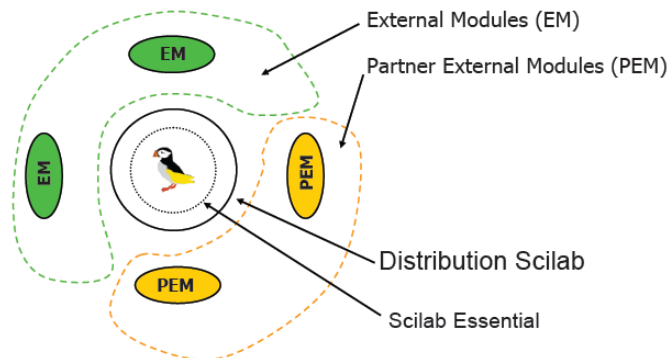 External Modules (EM)
EM
Partner External Modules (PEM)
EM
PEM
Distribution Scilab
PEM
Scilab Essential